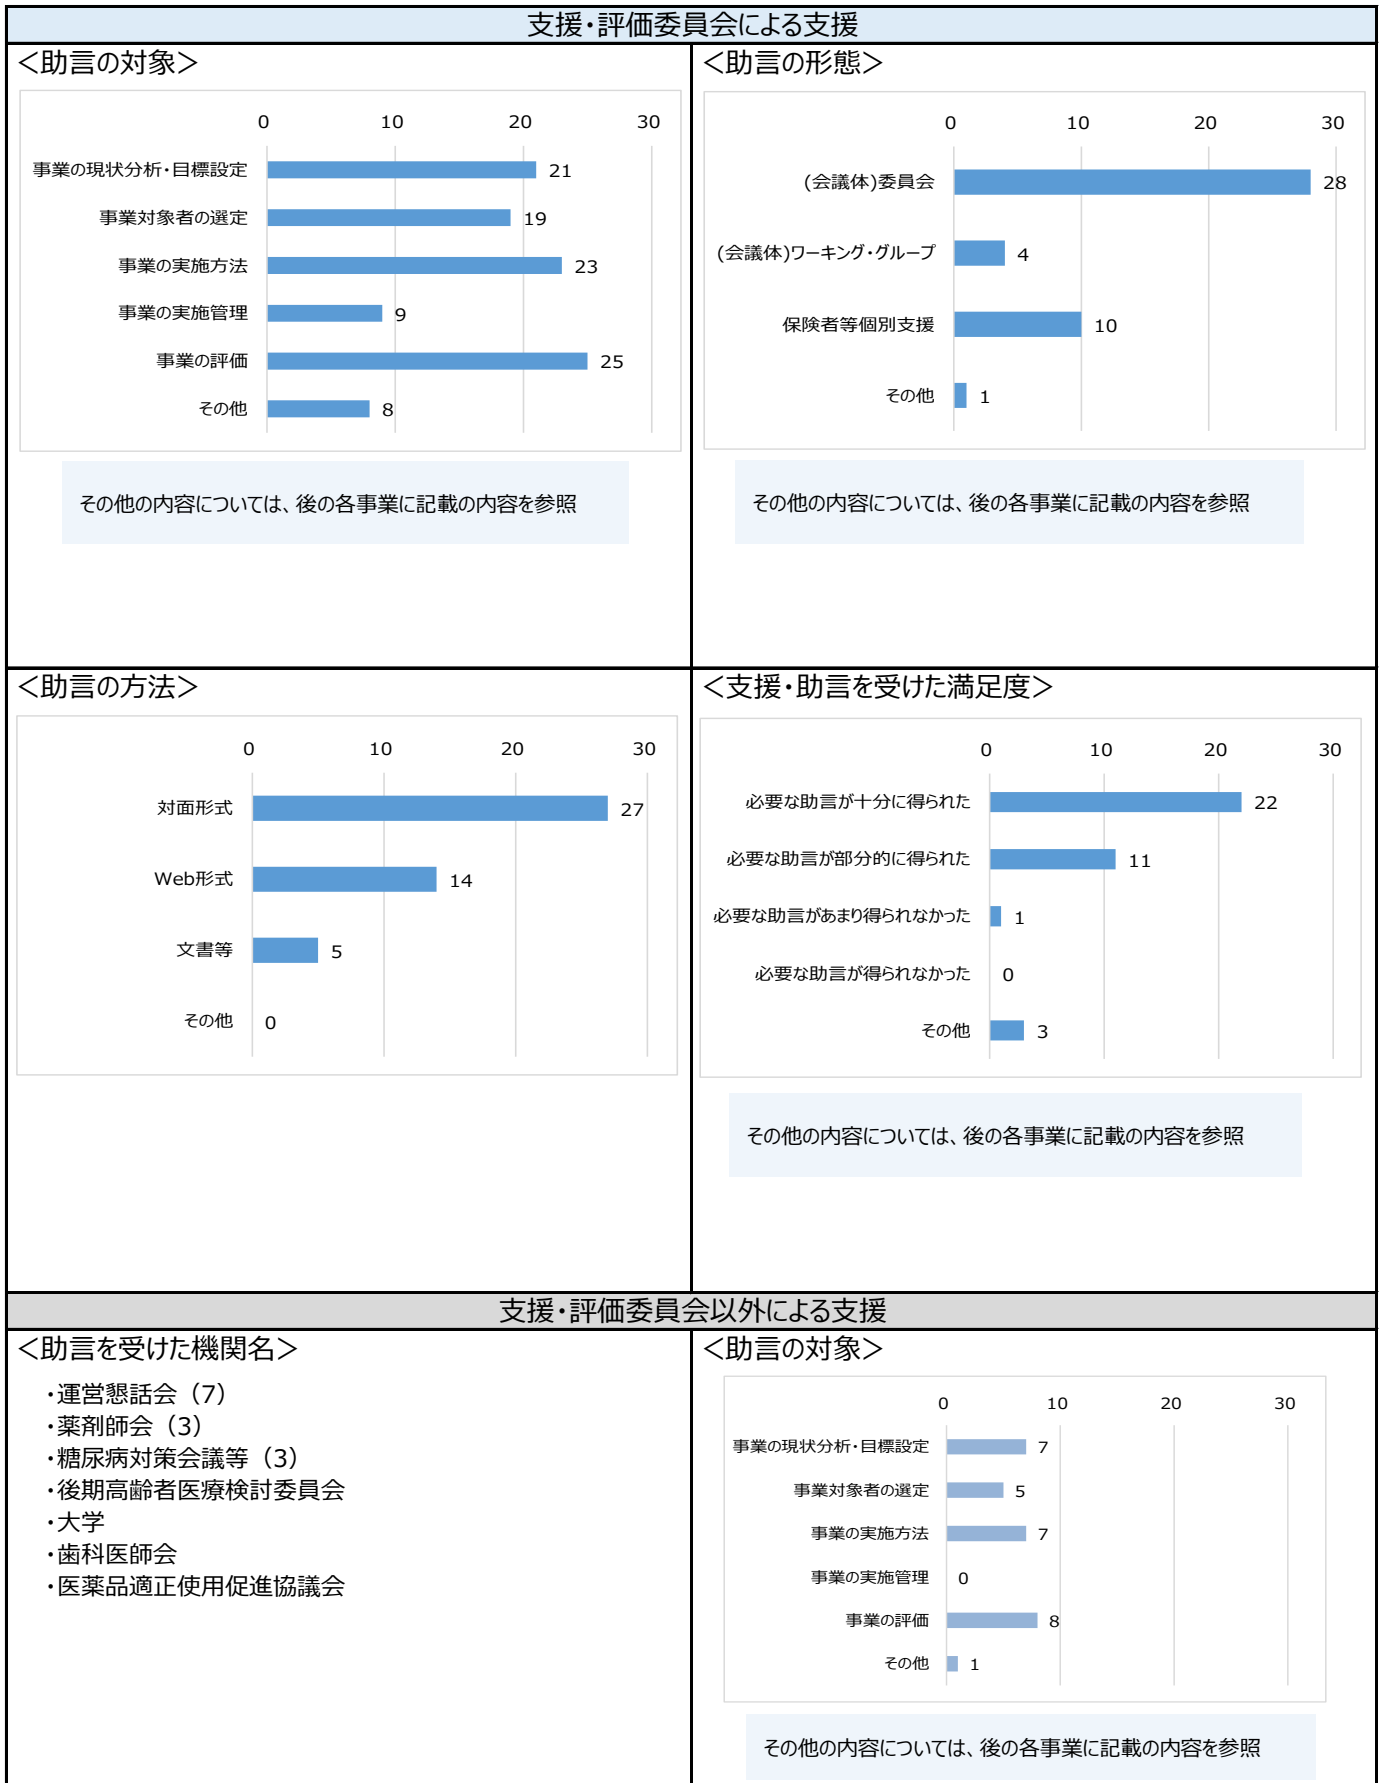 支援・評価委員会による支援
＜助言の対象＞
0 10 20 30
事業の現状分析・目標設定 21
事業対象者の選定 19
事業の実施方法 23
事業の実施管理 9
事業の評価 25
その他 8
その他の内容については、後の各事業に記載の内容を参照
＜助言の形態＞
0 10 20 30
(会議体)委員会 28
(会議体)ワーキング・グループ 4
保険者等個別支援 10
その他 1
その他の内容については、後の各事業に記載の内容を参照
＜助言の方法＞
0 10 20 30
対面形式 27
Web形式 14
文書等 5
その他 0
＜支援・助言を受けた満足度＞
0 10 20 30
必要な助言が十分に得られた 22
必要な助言が部分的に得られた 11
必要な助言があまり得られなかった 1
必要な助言が得られなかった 0
その他 3
その他の内容については、後の各事業に記載の内容を参照
支援・評価委員会以外による支援
＜助言を受けた機関名＞
・運営懇話会（7）
・薬剤師会（3）
・糖尿病対策会議等（3）
・後期高齢者医療検討委員会
・大学
・歯科医師会
・医薬品適正使用促進協議会
＜助言の対象＞
0 10 20 30
事業の現状分析・目標設定 7
事業対象者の選定 5
事業の実施方法 7
事業の実施管理 0
事業の評価 8
その他 1
その他の内容については、後の各事業に記載の内容を参照